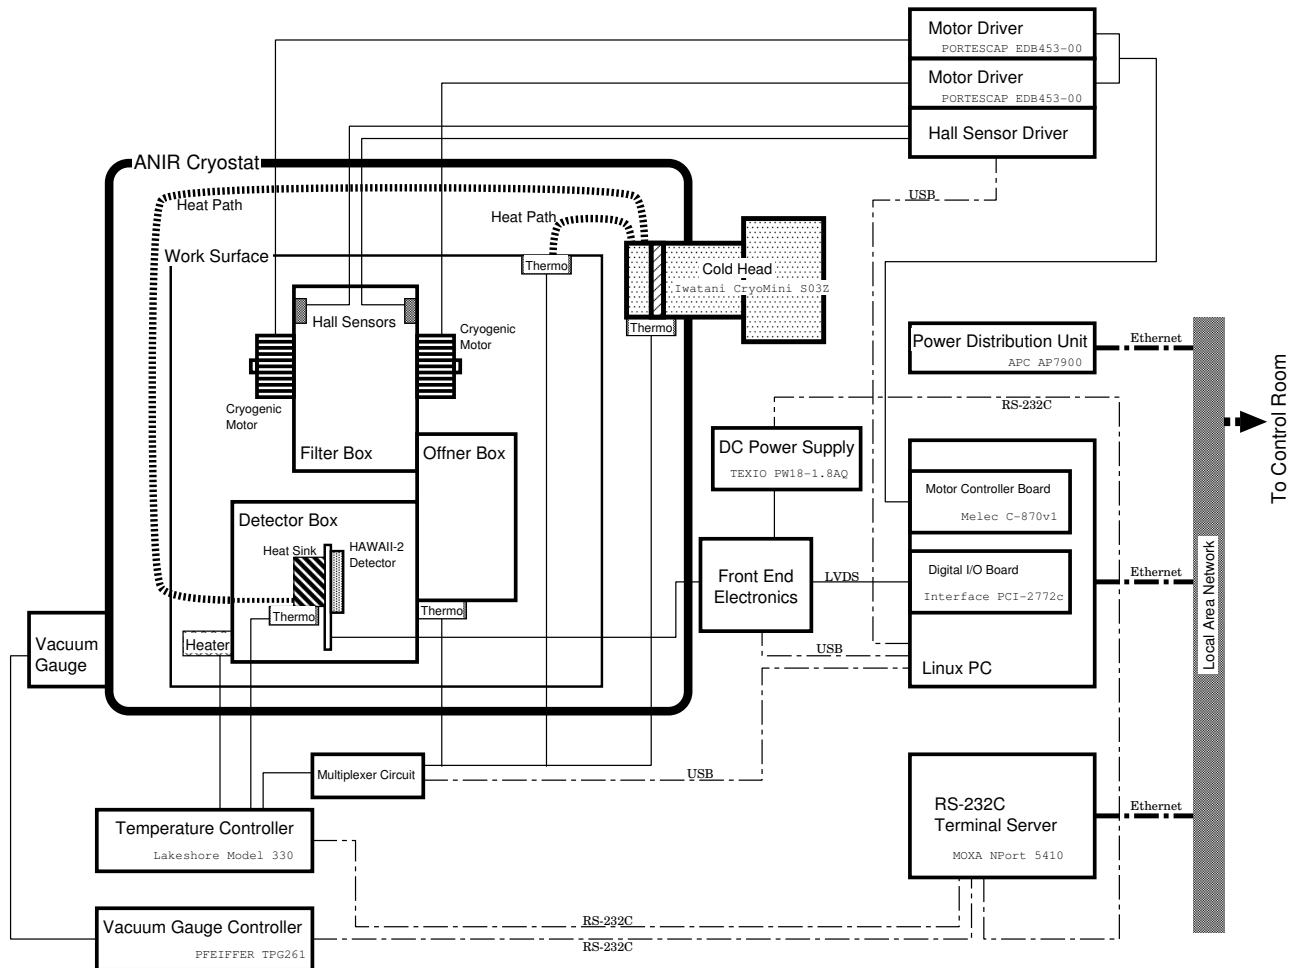 Motor Driver
PORTESCAP EDB453-00
Motor Driver
PORTESCAP EDB453-00
Hall Sensor Driver
ANIR Cryostat
USB
Heat Path
Heat Path
Work Surface
Thermo
Cold Head
Iwatani CryoMini S03Z
Hall Sensors
Thermo
Cryogenic
Motor
Power Distribution Unit
APC AP7900
Ethernet
Cryogenic
Motor
RS-232C
To Control Room
Filter Box
Offner Box
DC Power Supply
TEXIO PW18-1.8AQ
Motor Controller Board
Melec C-870v1
Detector Box
Heat Sink
HAWAII-2
Detector
Front End
Electronics
LVDS
Digital I/O Board
Interface PCI-2772c
Ethernet
Thermo
Thermo
Heater
Vacuum
Gauge
USB
Linux PC
Local Area Network
Multiplexer Circuit
USB
RS-232C
Terminal Server
MOXA NPort 5410
Ethernet
Temperature Controller
Lakeshore Model 330
RS-232C
Vacuum Gauge Controller
PFEIFFER TPG261
RS-232C